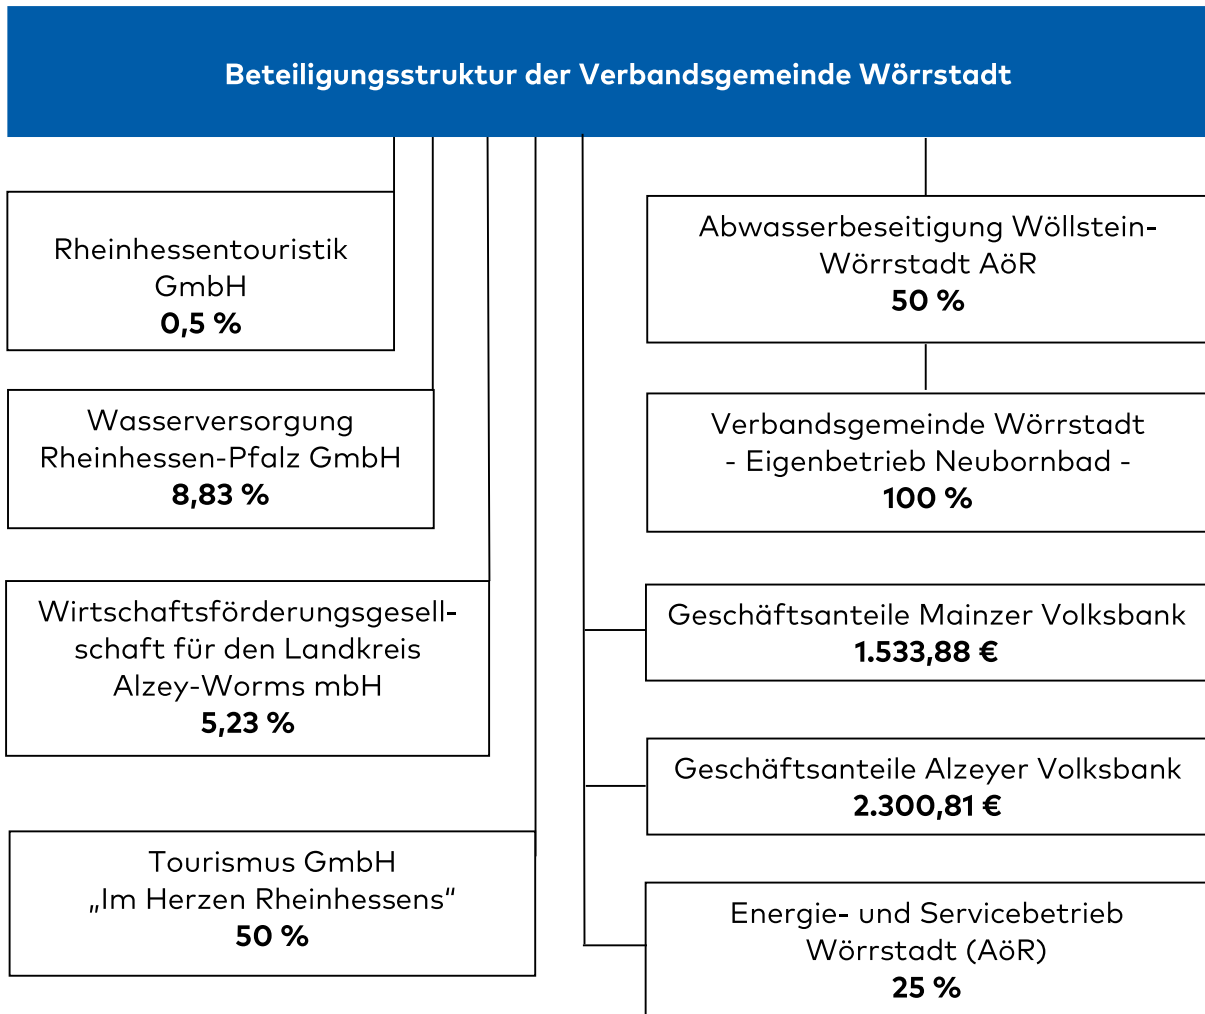 Beteiligungsstruktur der Verbandsgemeinde Wörrstadt
Rheinhessentouristik
GmbH
0,5 %
Wasserversorgung
Rheinhessen-Pfalz GmbH
8,83 %
Wirtschaftsförderungsgesell-
schaft für den Landkreis
Alzey-Worms mbH
5,23 %
Tourismus GmbH
„Im Herzen Rheinhessens“
50 %
Abwasserbeseitigung Wöllstein-
Wörrstadt AöR
50 %
Verbandsgemeinde Wörrstadt
- Eigenbetrieb Neubornbad -
100 %
Geschäftsanteile Mainzer Volksbank
1.533,88 €
Geschäftsanteile Alzeyer Volksbank
2.300,81 €
Energie- und Servicebetrieb
Wörrstadt (AöR)
25 %